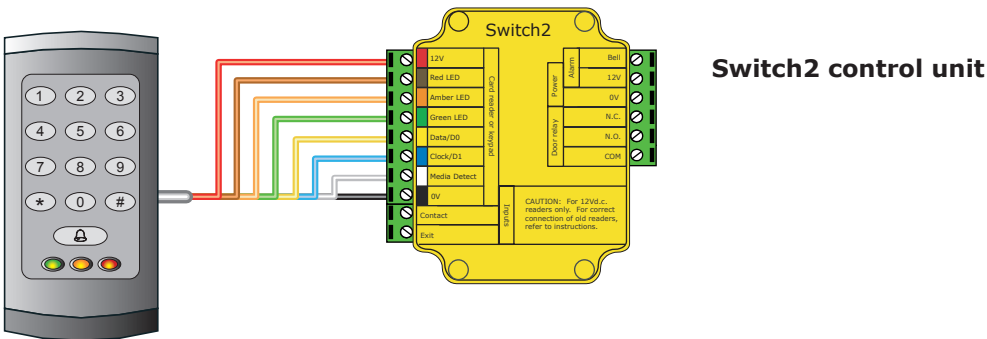 Switch2
Switch2 control unit
1 2 3
4 5 6
7 8 9
* 0 #
12V
Red LED
Amber LED
Green LED
Data/D0
Clock/D1
Media Detect
0V
Contact
Exit
Card reader or keypad
Inputs
Alarm
Power
Door relay
Bell
12V
0V
N.C.
N.O.
COM
CAUTION: For 12Vd.c.
readers only. For correct
connection of old readers,
refer to instructions.